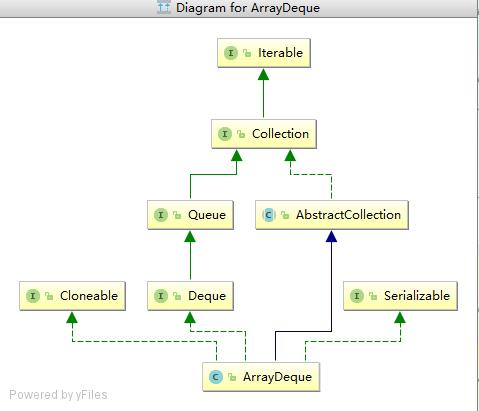 Diagram for ArrayDeque
I Iterable
I Collection
I Queue
C AbstractCollection
I Cloneable
I Deque
I Serializable
C ArrayDeque
Powered by yFiles